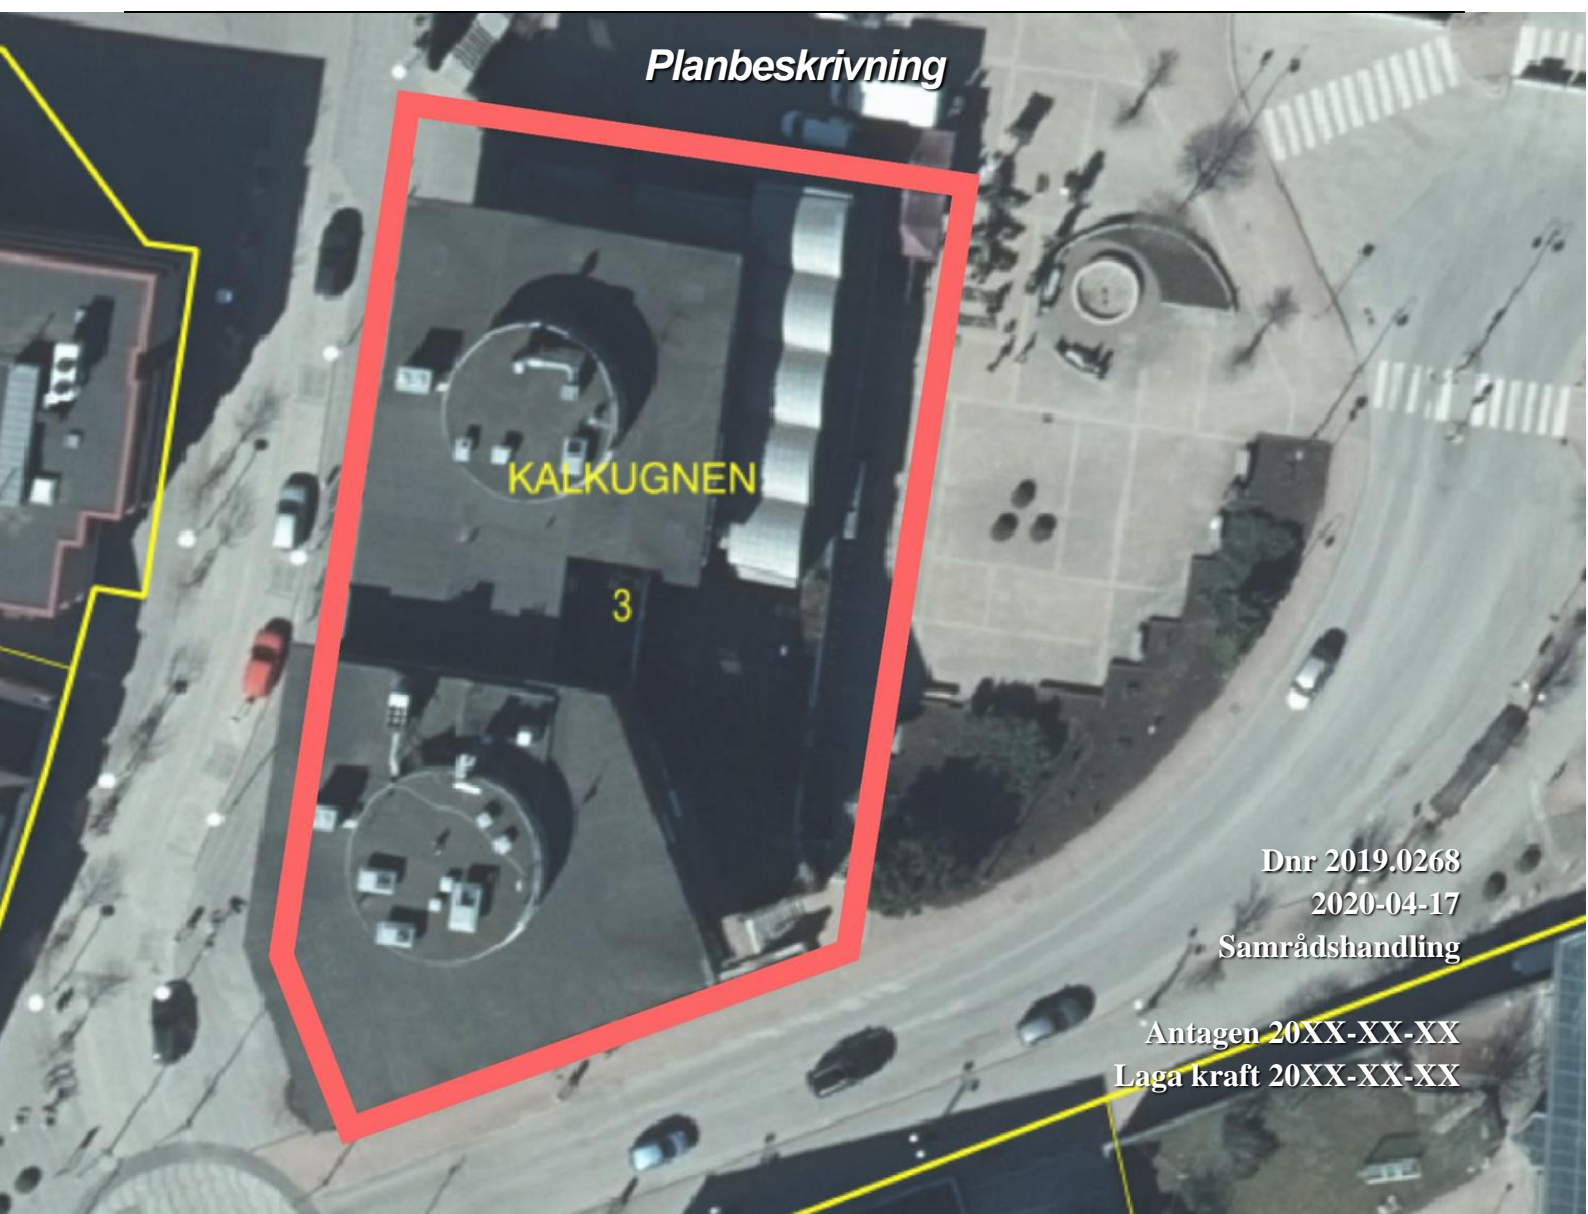 Planbeskrivning
KALKUGNEN
3
Dnr 2019.0268
2020-04-17
Samrådshandling
Antagen 20XX-XX-XX
Laga kraft 20XX-XX-XX